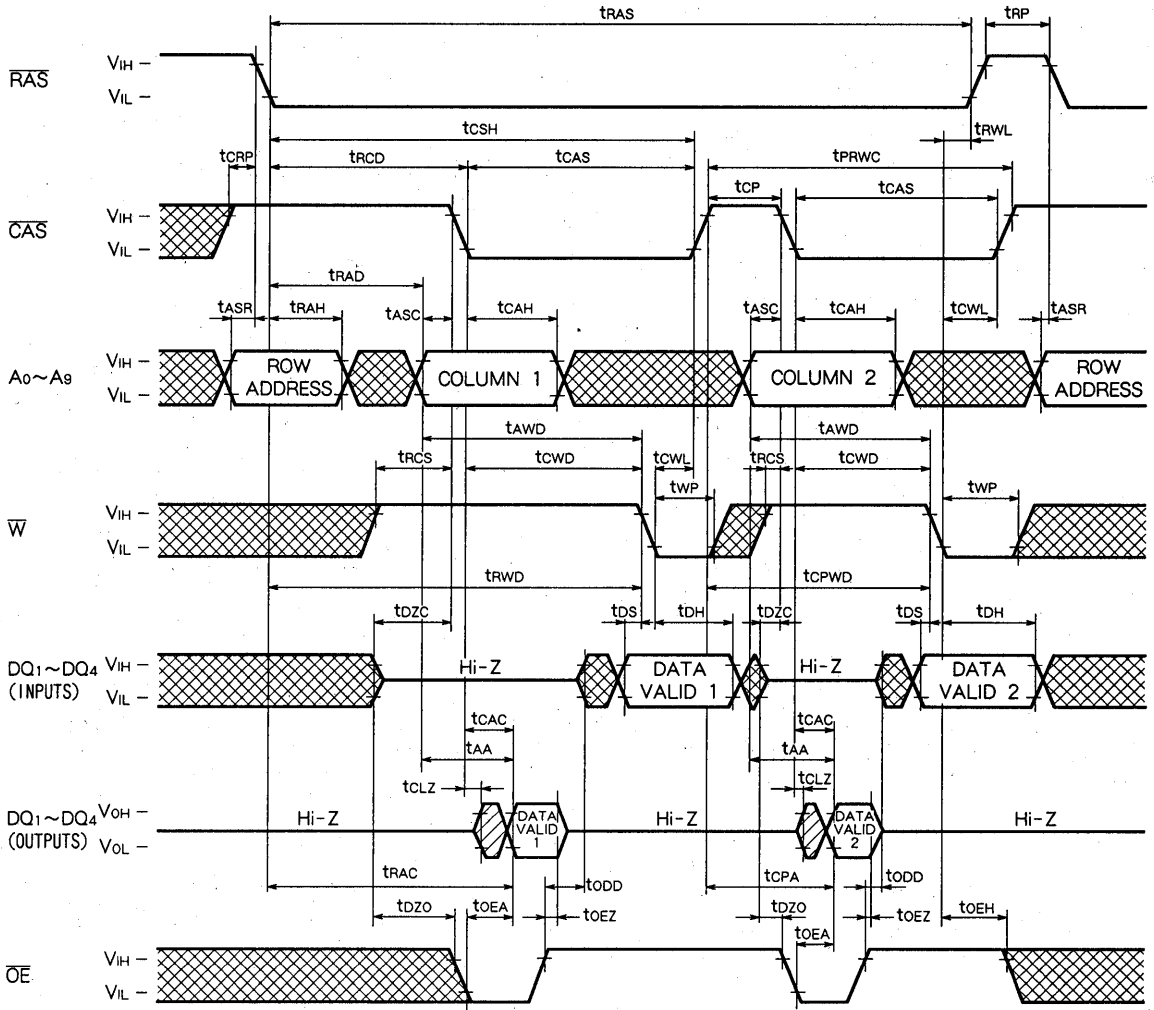 tRAS tRP
RAS VIH
VIL
tCSH tRWL
tCRP tRCD tCAS tPRWC
tCP tCAS
CAS VIH
VIL
tRAD
tASR tRAH tASC tCAH tASC tCAH tCWL tASR
A0~A9 VIH ROW ADDRESS COLUMN 1 COLUMN 2 ROW ADDRESS
VIL
tAWD tAWD
tRCS tCWD tCWL tRCS tCWD
tWP tWP
W VIH
VIL
tRWD tCPWD
tDZC tDS tDH tDZC tDS tDH
DQ1~DQ4 (INPUTS) VIH Hi-Z DATA VALID 1 Hi-Z DATA VALID 2
VIL
tCAC tCAC
tAA tAA
tCLZ tCLZ
DQ1~DQ4 (OUTPUTS) VOH Hi-Z DATA VALID 1 Hi-Z DATA VALID 2 Hi-Z
VOL
tRAC tODD tCPA tODD
tDZO tOEA tOEZ tDZO tOEZ tOEH
tOEA
OE VIH
VIL